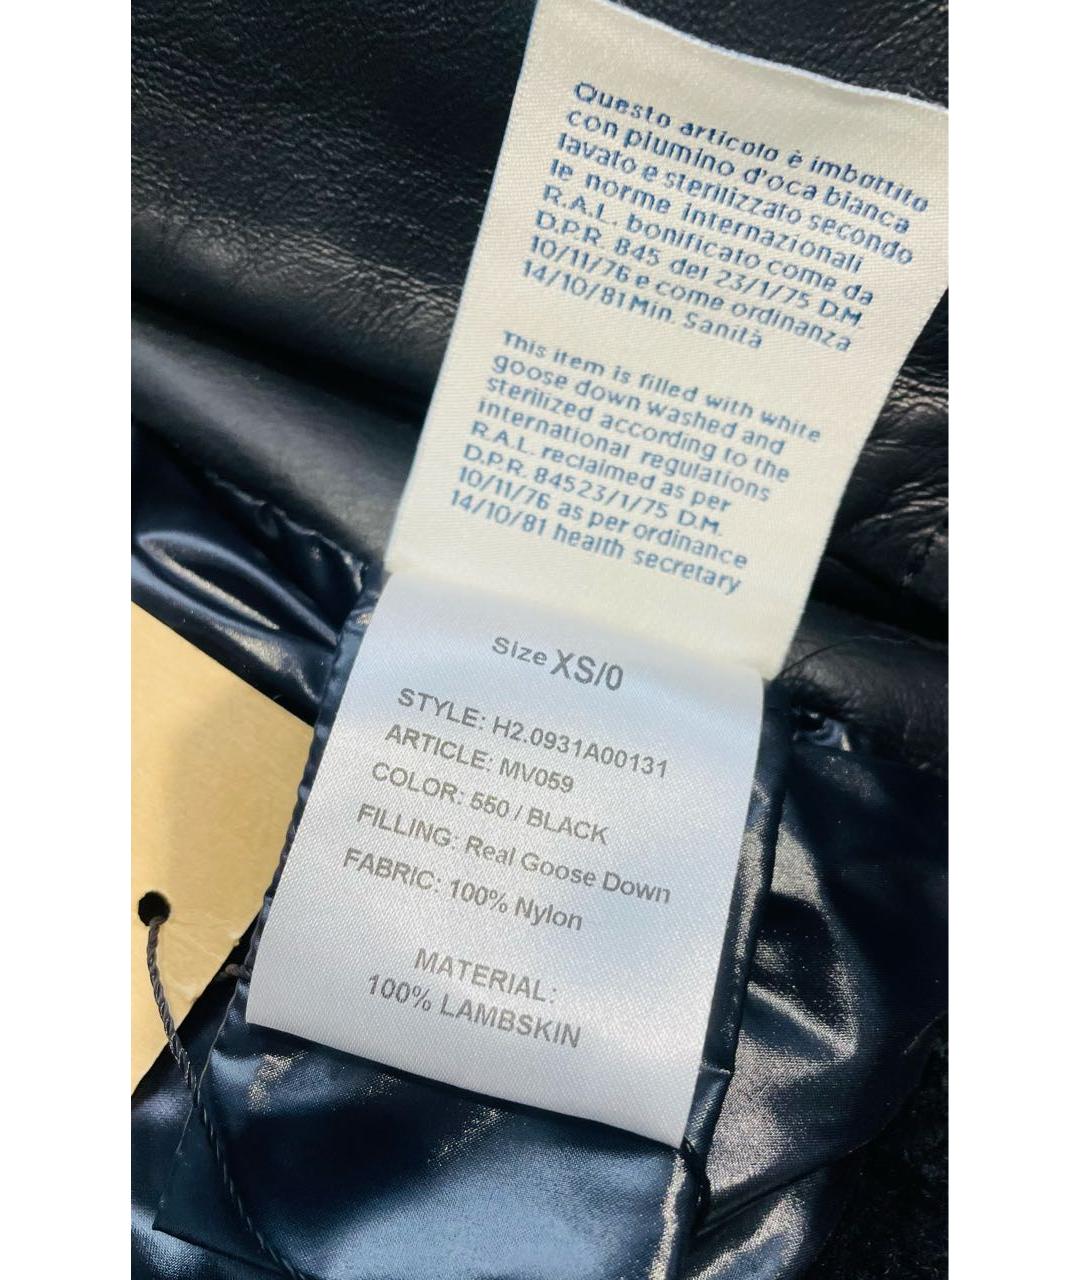 Questo articolo è imbottito
con piumino d'oca bianca
lavato e sterilizzato secondo
le norme internazionali
R.A.L. bonificato come da
D.P.R. 845 del 23/1/75 D.M.
10/11/76 e come ordinanza
14/10/81 Min. Sanità
This item is filled with white
goose down washed and
sterilized according to the
international regulations
R.A.L. reclaimed as per
D.P.R. 84523/1/75 D.M.
10/11/76 as per ordinance
14/10/81 health secretary
Size XS/0
STYLE: H2.0931A00131
ARTICLE: MV059
COLOR: 550 / BLACK
FILLING: Real Goose Down
FABRIC: 100% Nylon
MATERIAL:
100% LAMBSKIN